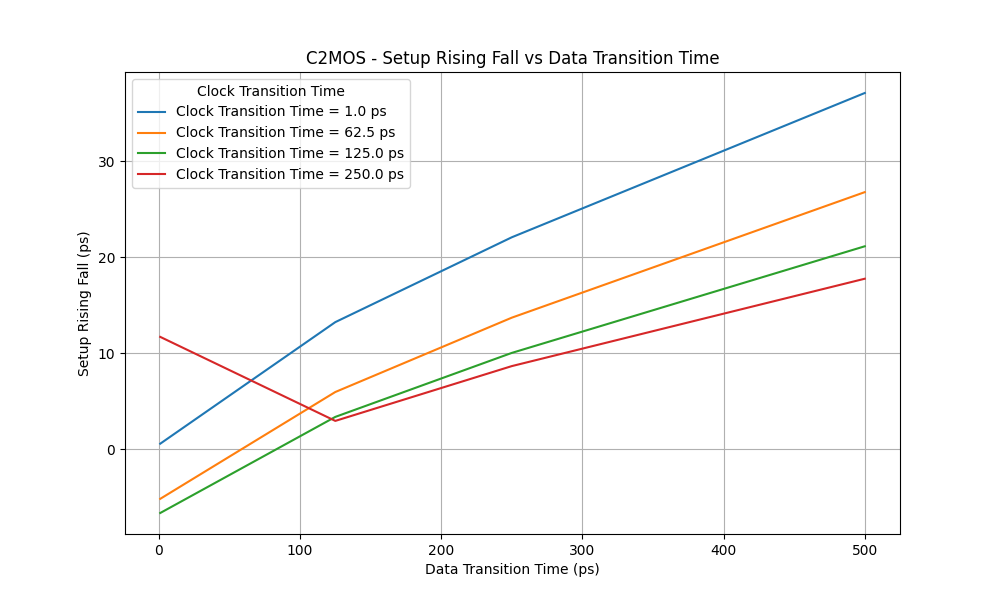 C2MOS - Setup Rising Fall vs Data Transition Time
Clock Transition Time
Clock Transition Time = 1.0 ps
Clock Transition Time = 62.5 ps
Clock Transition Time = 125.0 ps
Clock Transition Time = 250.0 ps
Setup Rising Fall (ps)
30
20
10
0
0 100 200 300 400 500
Data Transition Time (ps)